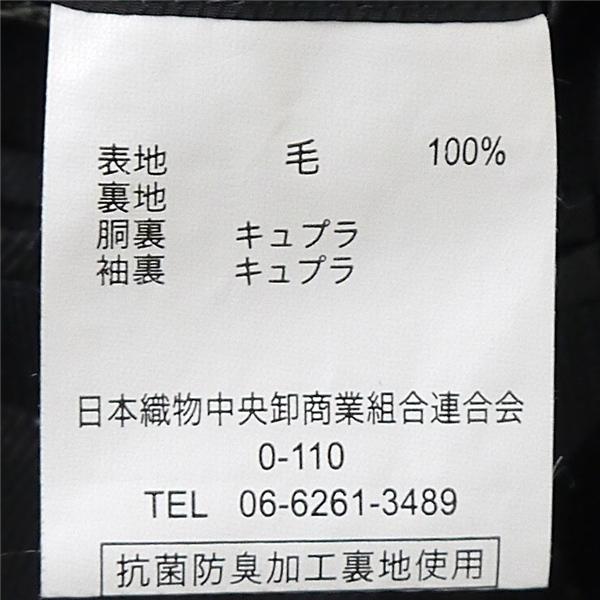 表地 毛 100%
裏地
胴裏 キュプラ
袖裏 キュプラ
日本織物中央卸商業組合連合会
0-110
TEL 06-6261-3489
抗菌防臭加工裏地使用